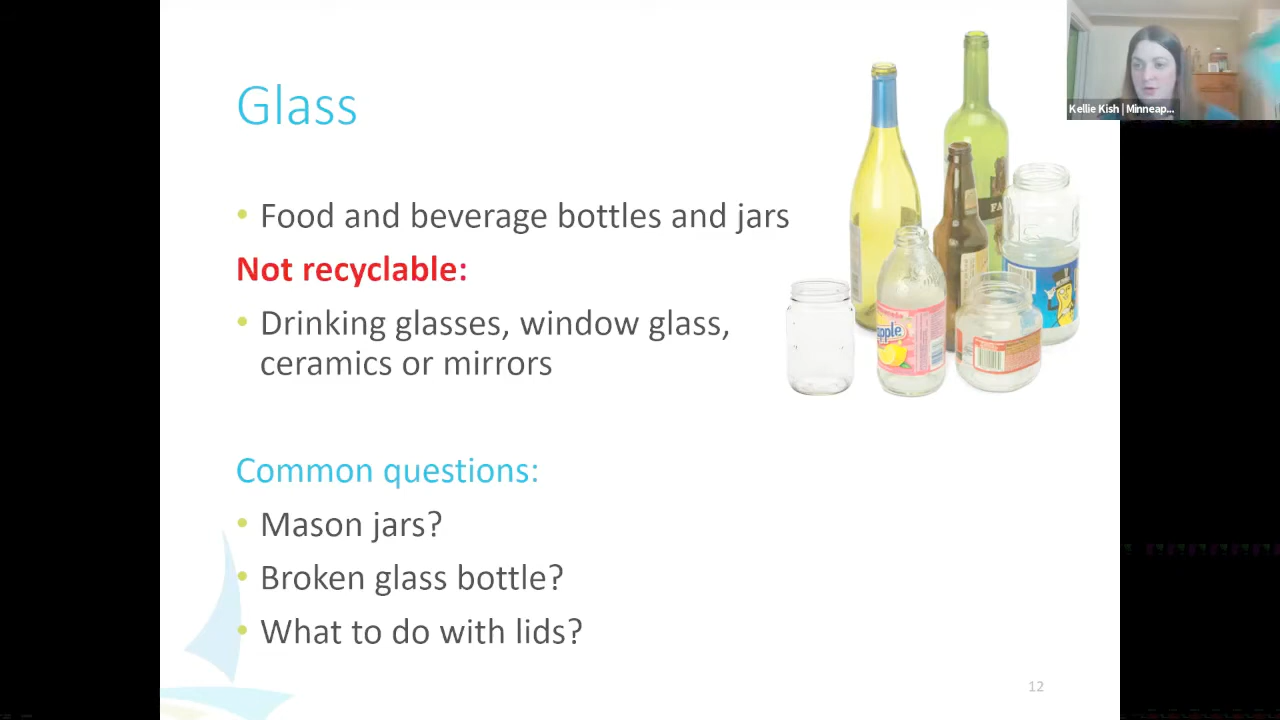 Glass
• Food and beverage bottles and jars
Not recyclable:
• Drinking glasses, window glass,
ceramics or mirrors
Common questions:
• Mason jars?
• Broken glass bottle?
• What to do with lids?
12
Kellie Kish | Minneap...